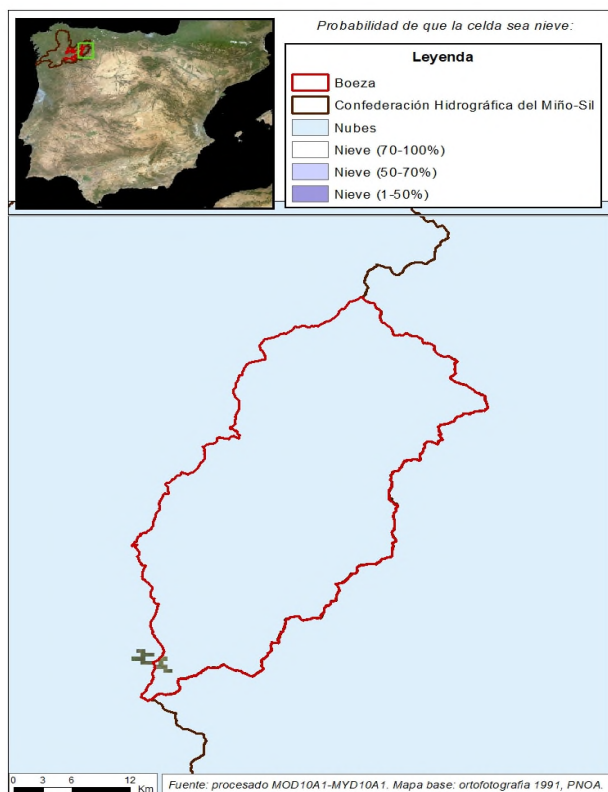 Probabilidad de que la celda sea nieve:
Leyenda
Boeza
Confederación Hidrográfica del Miño-Sil
Nubes
Nieve (70-100%)
Nieve (50-70%)
Nieve (1-50%)
0 3 6 12
Km
Fuente: procesado MOD10A1-MYD10A1. Mapa base: ortofotografía 1991, PNOA.